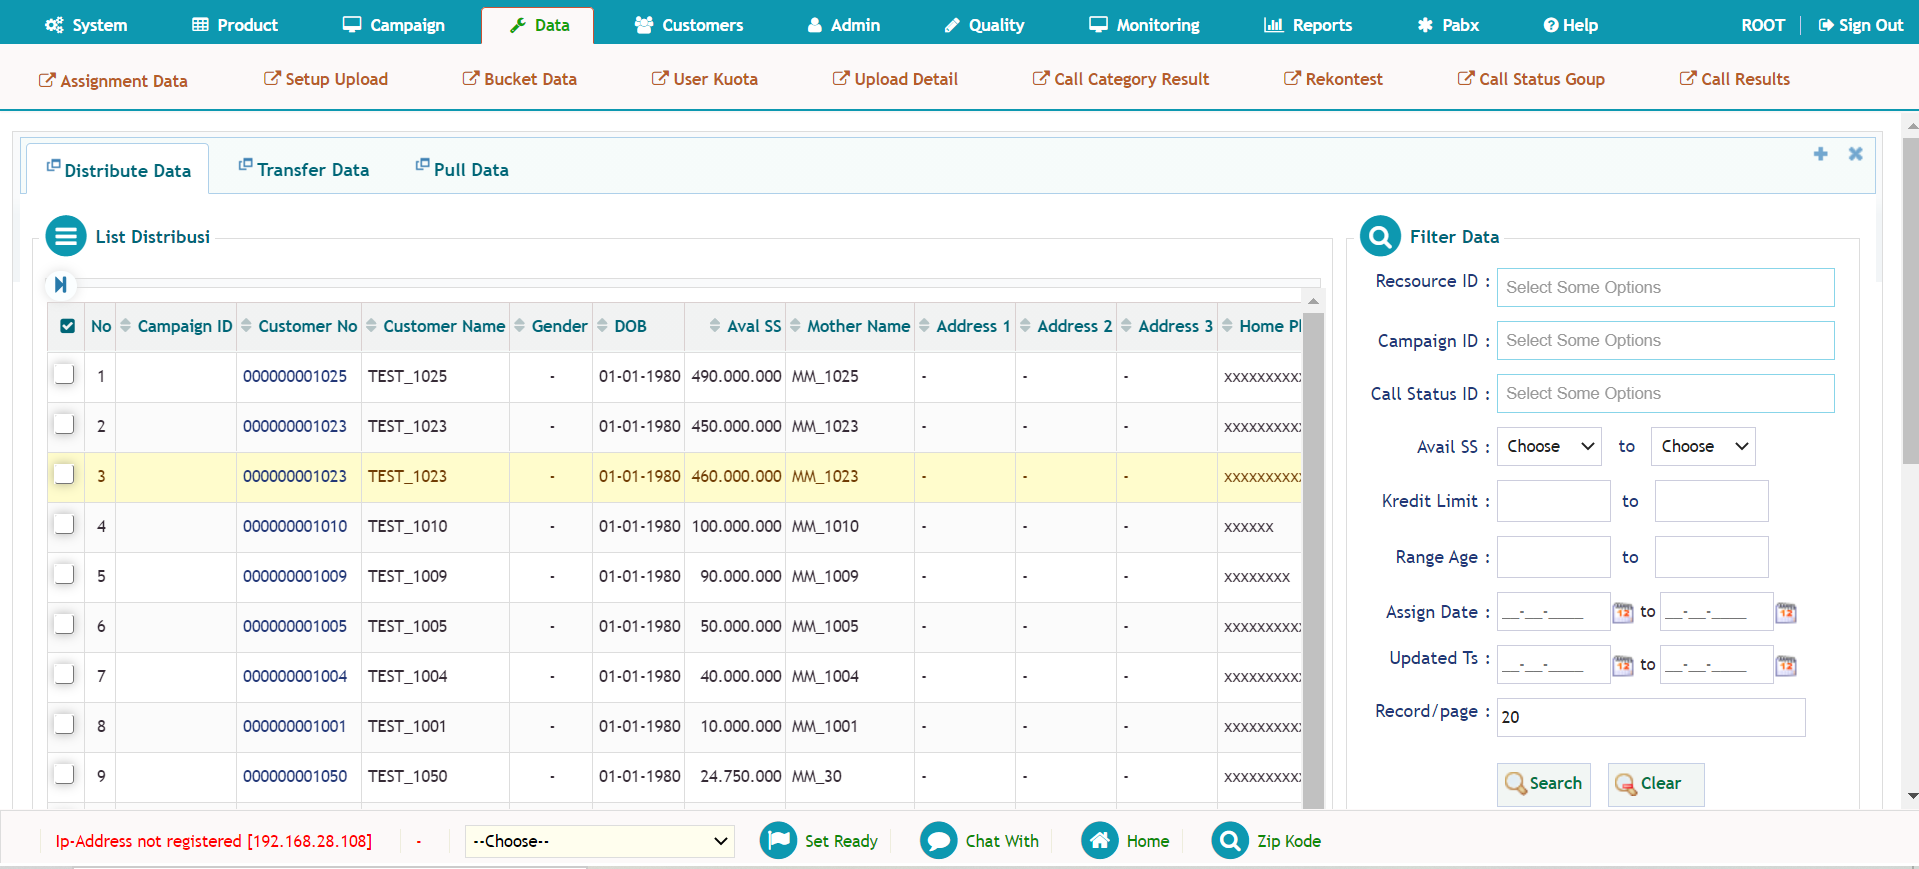 System Product Campaign Data Customers Admin Quality Monitoring Reports Pabx Help ROOT Sign Out
Assignment Data Setup Upload Bucket Data User Kuota Upload Detail Call Category Result Rekontest Call Status Goup Call Results
Distribute Data Transfer Data Pull Data
List Distribusi
No Campaign ID Customer No Customer Name Gender DOB Aval SS Mother Name Address 1 Address 2 Address 3 Home Pl
1 000000001025 TEST_1025 - 01-01-1980 490.000.000 MM_1025 - - - xxxxxxxxxx
2 000000001023 TEST_1023 - 01-01-1980 450.000.000 MM_1023 - - - xxxxxxxxxx
3 000000001023 TEST_1023 - 01-01-1980 460.000.000 MM_1023 - - - xxxxxxxxxx
4 000000001010 TEST_1010 - 01-01-1980 100.000.000 MM_1010 - - - xxxxxx
5 000000001009 TEST_1009 - 01-01-1980 90.000.000 MM_1009 - - - xxxxxxxx
6 000000001005 TEST_1005 - 01-01-1980 50.000.000 MM_1005 - - - xxxxxxxxxx
7 000000001004 TEST_1004 - 01-01-1980 40.000.000 MM_1004 - - - xxxxxxxxxx
8 000000001001 TEST_1001 - 01-01-1980 10.000.000 MM_1001 - - - xxxxxxxxxx
9 000000001050 TEST_1050 - 01-01-1980 24.750.000 MM_30 - - - xxxxxxxxxx
Filter Data
Recsource ID : Select Some Options
Campaign ID : Select Some Options
Call Status ID : Select Some Options
Avail SS : Choose to Choose
Kredit Limit : to
Range Age : to
Assign Date : __-__-____ 12 to __-__-____ 12
Updated Ts : __-__-____ 12 to __-__-____ 12
Record/page : 20
Search Clear
Ip-Address not registered [192.168.28.108] - --Choose-- Set Ready Chat With Home Zip Kode